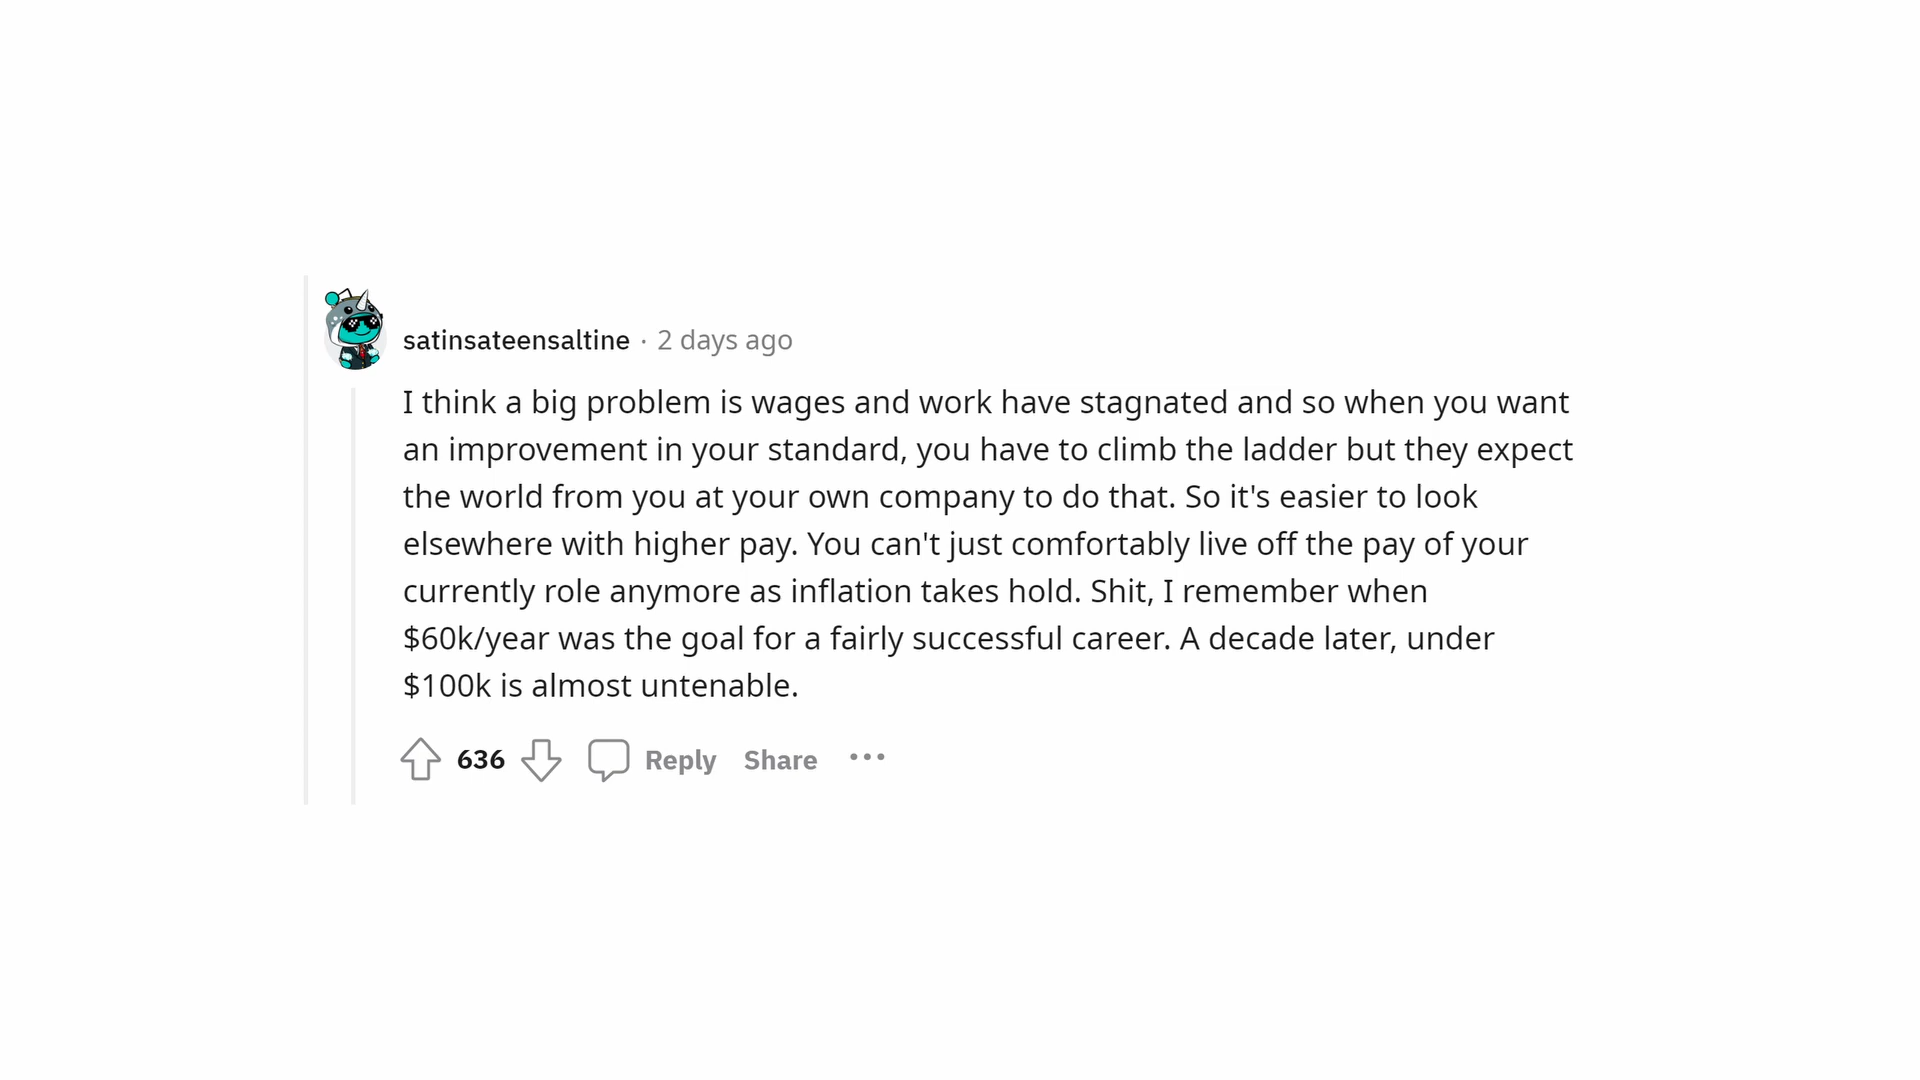 satinsateensaltine · 2 days ago
I think a big problem is wages and work have stagnated and so when you want
an improvement in your standard, you have to climb the ladder but they expect
the world from you at your own company to do that. So it's easier to look
elsewhere with higher pay. You can't just comfortably live off the pay of your
currently role anymore as inflation takes hold. Shit, I remember when
$60k/year was the goal for a fairly successful career. A decade later, under
$100k is almost untenable.
636 Reply Share •••